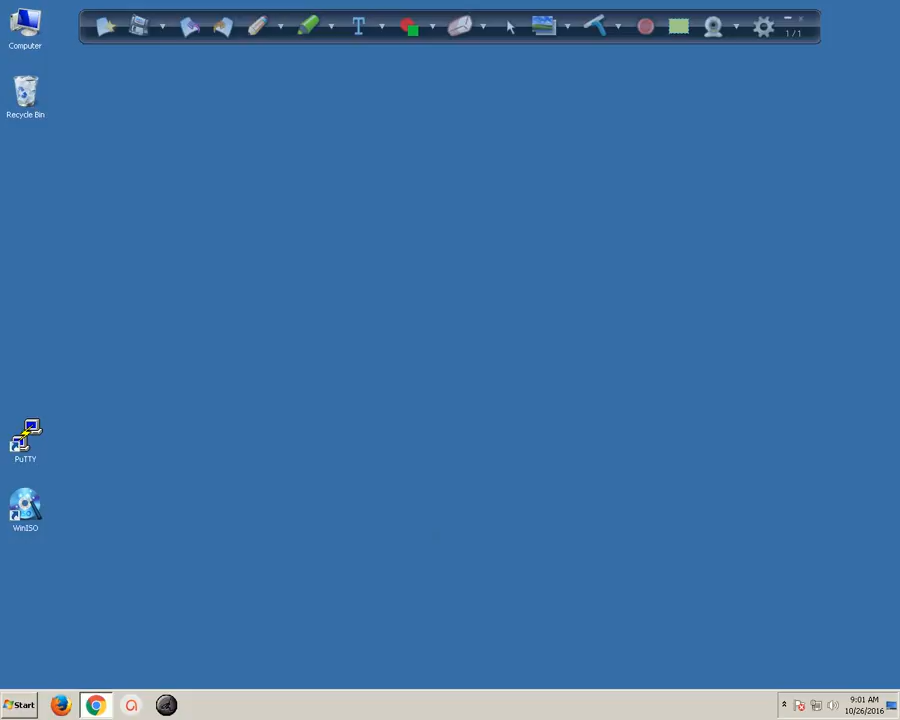 Computer
1 / 1
Recycle Bin
PuTTY
WinISO
Start
9:01 AM
10/26/2016